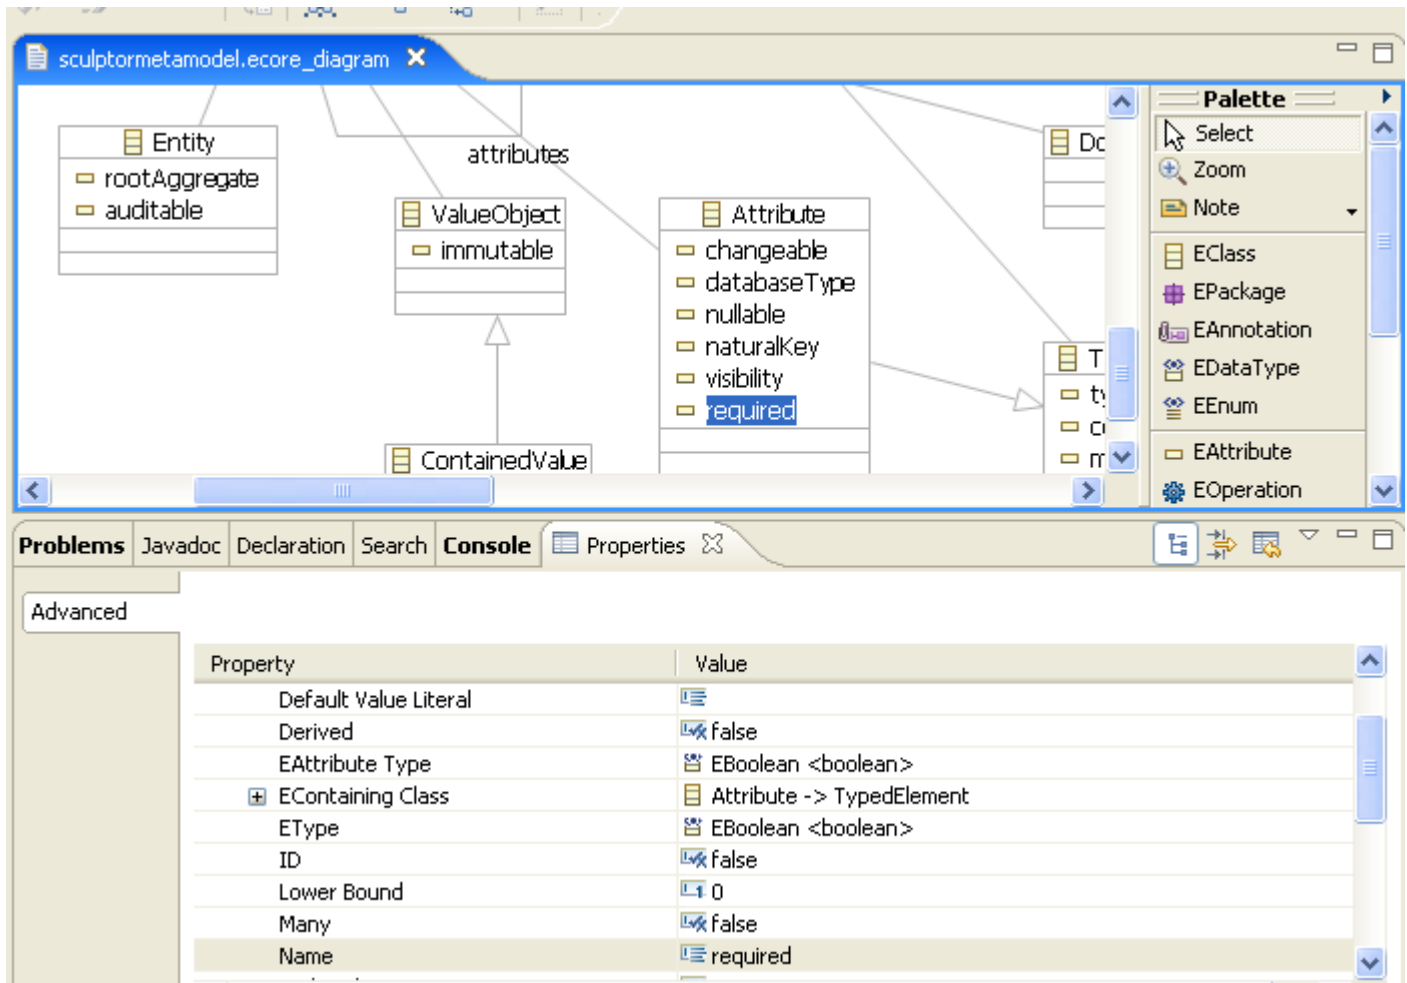 sculptormetamodel.ecore_diagram
Entity
rootAggregate
auditable
attributes
ValueObject
immutable
Attribute
changeable
databaseType
nullable
naturalKey
visibility
required
ContainedValue
Palette
Select
Zoom
Note
EClass
EPackage
EAnnotation
EDataType
EEnum
EAttribute
EOperation
Problems Javadoc Declaration Search Console Properties
Advanced
Property Value
Default Value Literal
Derived false
EAttribute Type EBoolean <boolean>
EContaining Class Attribute -> TypedElement
EType EBoolean <boolean>
ID false
Lower Bound 0
Many false
Name required